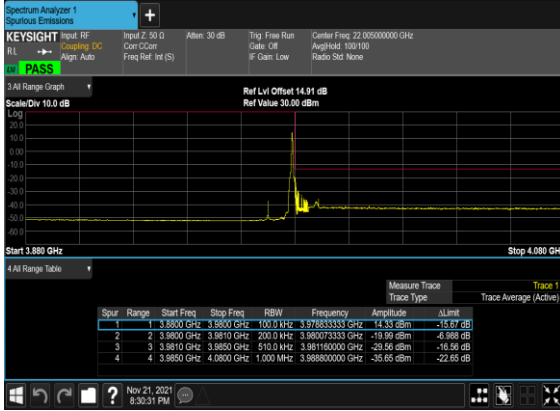 Spectrum Analyzer 1
Spurious Emissions
+
KEYSIGHT Input: RF Input Z: 50 Ω Atten: 30 dB Trig: Free Run Center Freq: 22.005000000 GHz
RL Coupling: DC Corr CCorr Gate: Off Avg|Hold: 100/100
Align: Auto Freq Ref: Int (S) IF Gain: Low Radio Std: None
PASS
3 All Range Graph Ref Lvl Offset 14.91 dB
Scale/Div 10.0 dB Ref Value 30.00 dBm
Log
20.0
10.0
0.00
-10.0
-20.0
-30.0
-40.0
-50.0
-60.0
Start 3.880 GHz Stop 4.080 GH
4 All Range Table
Measure Trace Trace 1
Trace Type Trace Average (Active)
Spur Range Start Freq Stop Freq RBW Frequency Amplitude ΔLimit
1 1 3.8800 GHz 3.9800 GHz 100.0 kHz 3.978833333 GHz 14.33 dBm -15.67 dB
2 2 3.9800 GHz 3.9810 GHz 200.0 kHz 3.980073333 GHz -19.99 dBm -6.988 dB
3 3 3.9810 GHz 3.9850 GHz 510.0 kHz 3.981160000 GHz -29.56 dBm -16.56 dB
4 4 3.9850 GHz 4.0800 GHz 1.000 MHz 3.988800000 GHz -35.65 dBm -22.65 dB
? Nov 21, 2021
8:30:31 PM